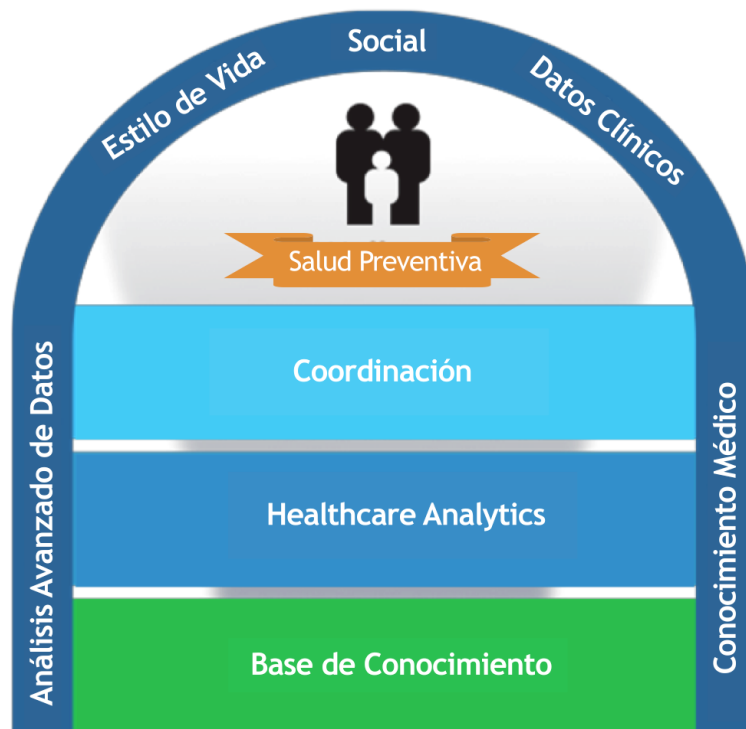 Social
Estilo de Vida
Datos Clínicos
Salud Preventiva
Coordinación
Healthcare Analytics
Base de Conocimiento
Análisis Avanzado de Datos
Conocimiento Médico